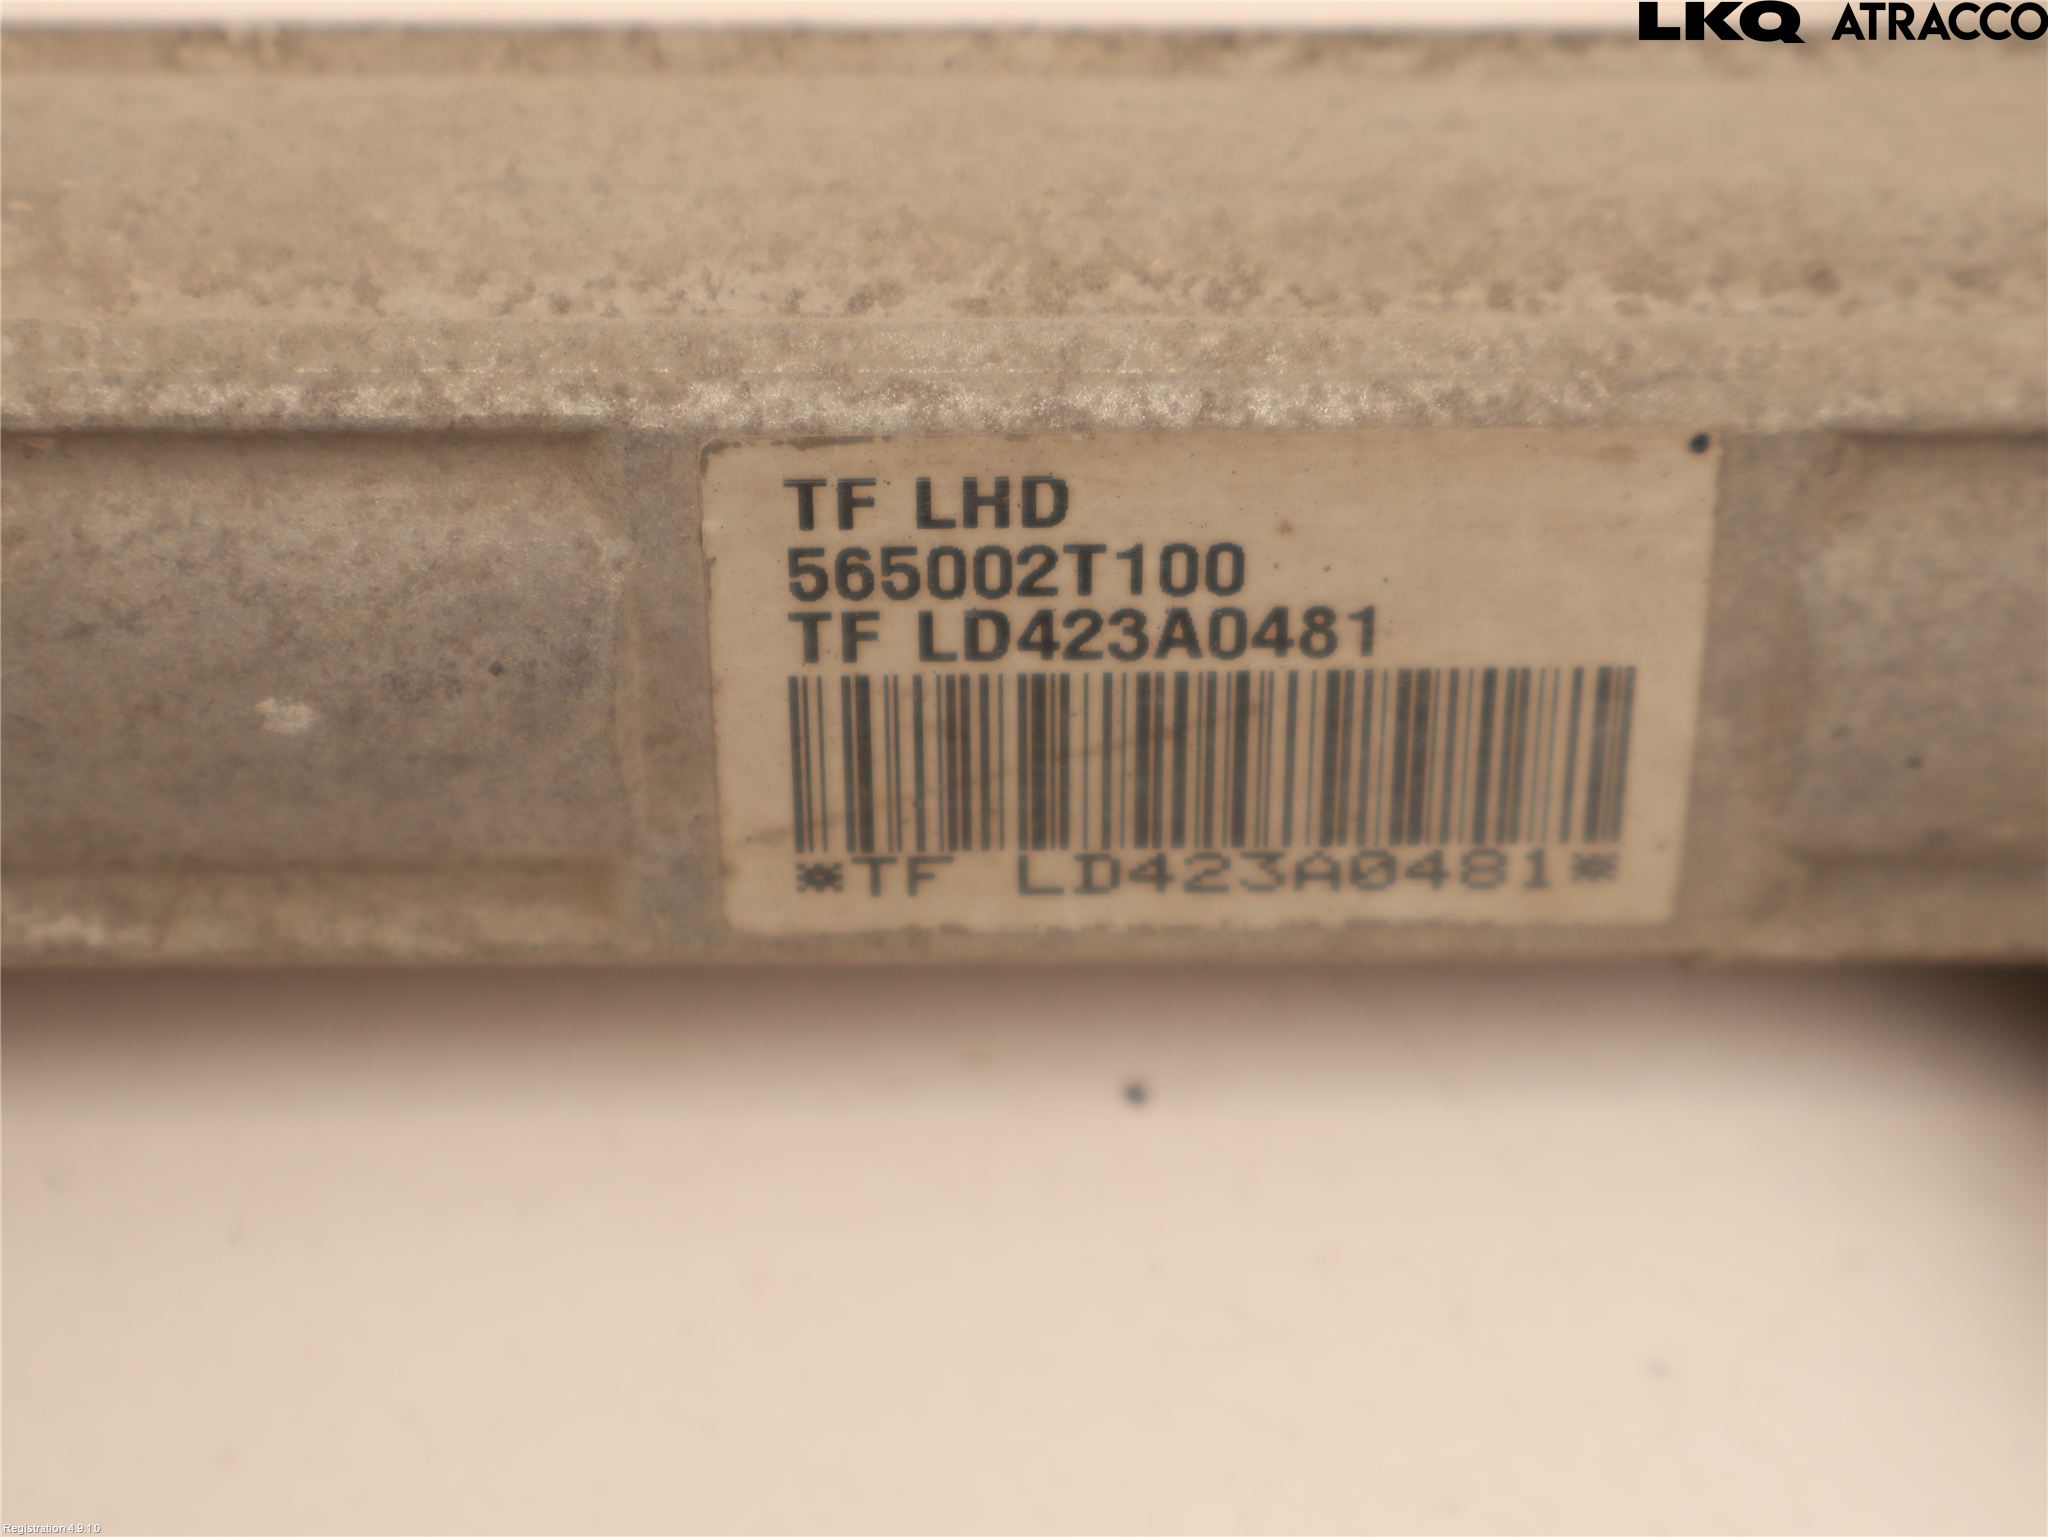 LKQ ATRACCO
TF LHD
565002T100
TF LD423A0481
*TF LD423A0481*
Registration 4.9.1.0